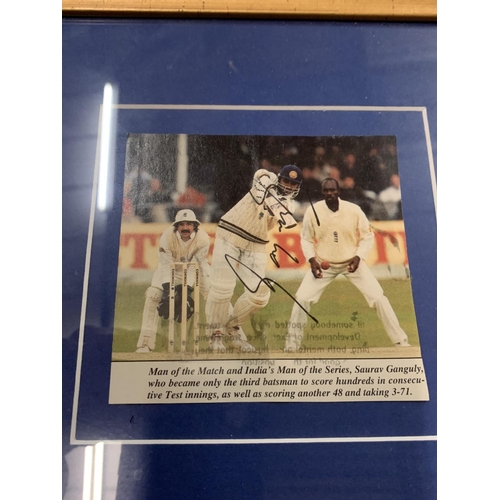 Man of the Match and India's Man of the Series, Saurav Ganguly,
who became only the third batsman to score hundreds in consecu-
tive Test innings, as well as scoring another 48 and taking 3-71.